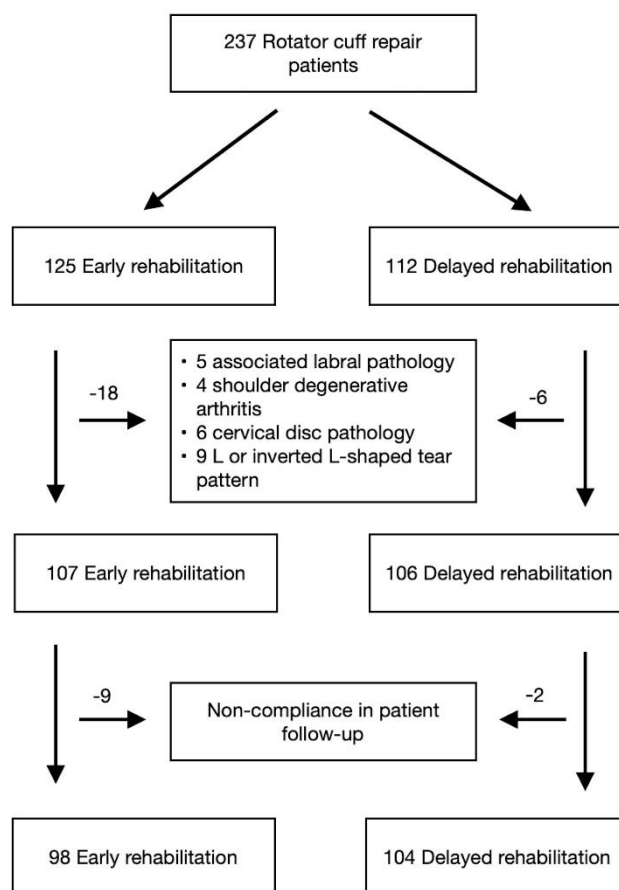 237 Rotator cuff repair
patients
125 Early rehabilitation
112 Delayed rehabilitation
-18
• 5 associated labral pathology
• 4 shoulder degenerative
arthritis
• 6 cervical disc pathology
• 9 L or inverted L-shaped tear
pattern
-6
107 Early rehabilitation
106 Delayed rehabilitation
-9
Non-compliance in patient
follow-up
-2
98 Early rehabilitation
104 Delayed rehabilitation